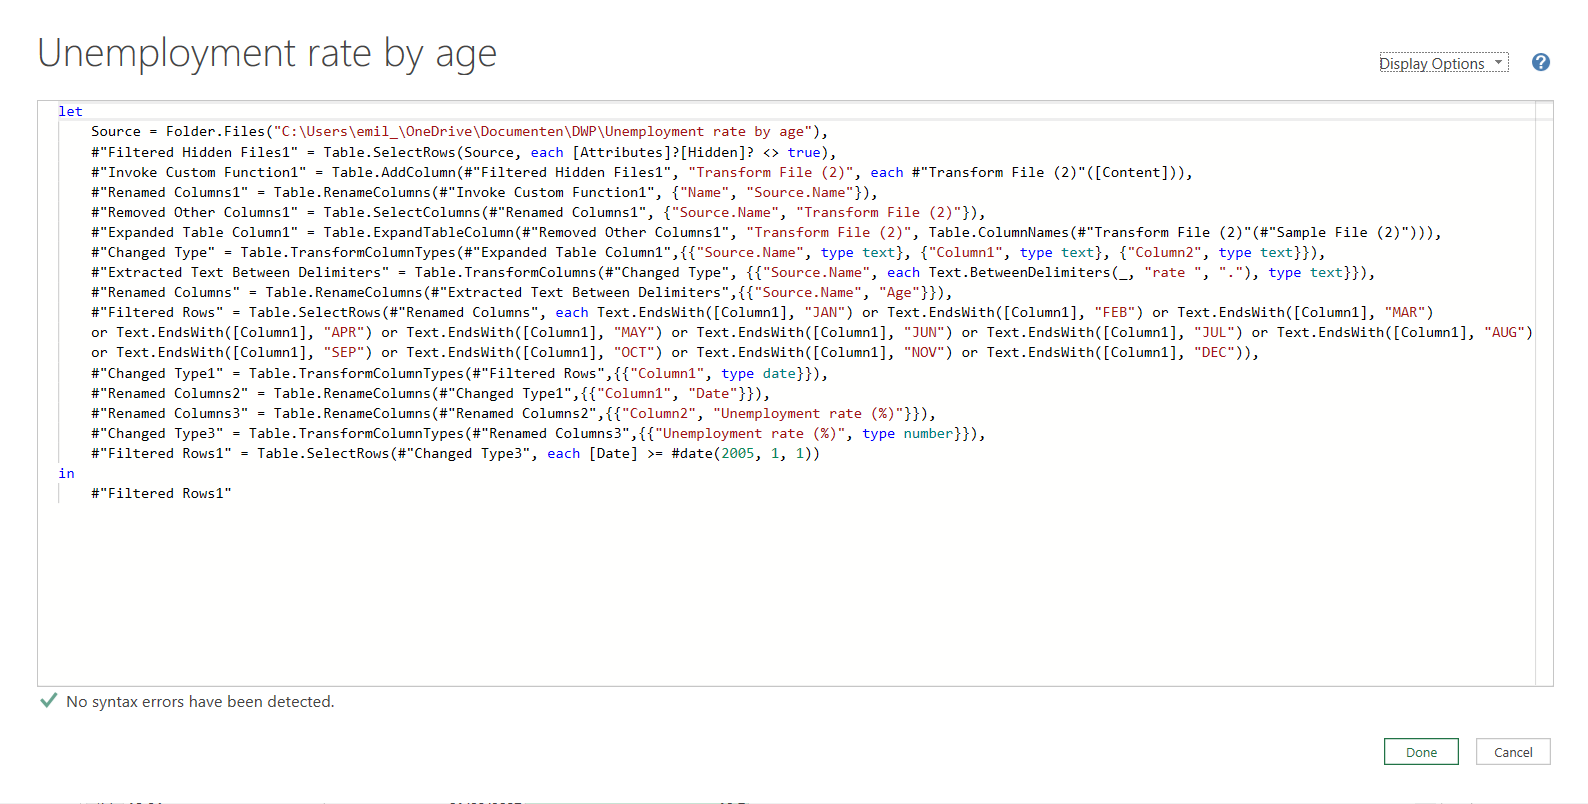 Unemployment rate by age
Display Options
?
let
Source = Folder.Files("C:\Users\emil_\OneDrive\Documenten\DWP\Unemployment rate by age"),
#"Filtered Hidden Files1" = Table.SelectRows(Source, each [Attributes]?[Hidden]? <> true),
#"Invoke Custom Function1" = Table.AddColumn(#"Filtered Hidden Files1", "Transform File (2)", each #"Transform File (2)"([Content])),
#"Renamed Columns1" = Table.RenameColumns(#"Invoke Custom Function1", {"Name", "Source.Name"}),
#"Removed Other Columns1" = Table.SelectColumns(#"Renamed Columns1", {"Source.Name", "Transform File (2)"}),
#"Expanded Table Column1" = Table.ExpandTableColumn(#"Removed Other Columns1", "Transform File (2)", Table.ColumnNames(#"Transform File (2)"(#"Sample File (2)"))),
#"Changed Type" = Table.TransformColumnTypes(#"Expanded Table Column1",{{"Source.Name", type text}, {"Column1", type text}, {"Column2", type text}}),
#"Extracted Text Between Delimiters" = Table.TransformColumns(#"Changed Type", {{"Source.Name", each Text.BetweenDelimiters(_, "rate ", "."), type text}}),
#"Renamed Columns" = Table.RenameColumns(#"Extracted Text Between Delimiters",{{"Source.Name", "Age"}}),
#"Filtered Rows" = Table.SelectRows(#"Renamed Columns", each Text.EndsWith([Column1], "JAN") or Text.EndsWith([Column1], "FEB") or Text.EndsWith([Column1], "MAR")
or Text.EndsWith([Column1], "APR") or Text.EndsWith([Column1], "MAY") or Text.EndsWith([Column1], "JUN") or Text.EndsWith([Column1], "JUL") or Text.EndsWith([Column1], "AUG")
or Text.EndsWith([Column1], "SEP") or Text.EndsWith([Column1], "OCT") or Text.EndsWith([Column1], "NOV") or Text.EndsWith([Column1], "DEC")),
#"Changed Type1" = Table.TransformColumnTypes(#"Filtered Rows",{{"Column1", type date}}),
#"Renamed Columns2" = Table.RenameColumns(#"Changed Type1",{{"Column1", "Date"}}),
#"Renamed Columns3" = Table.RenameColumns(#"Renamed Columns2",{{"Column2", "Unemployment rate (%)"}}),
#"Changed Type3" = Table.TransformColumnTypes(#"Renamed Columns3",{{"Unemployment rate (%)", type number}}),
#"Filtered Rows1" = Table.SelectRows(#"Changed Type3", each [Date] >= #date(2005, 1, 1))
in
#"Filtered Rows1"
No syntax errors have been detected.
Done
Cancel